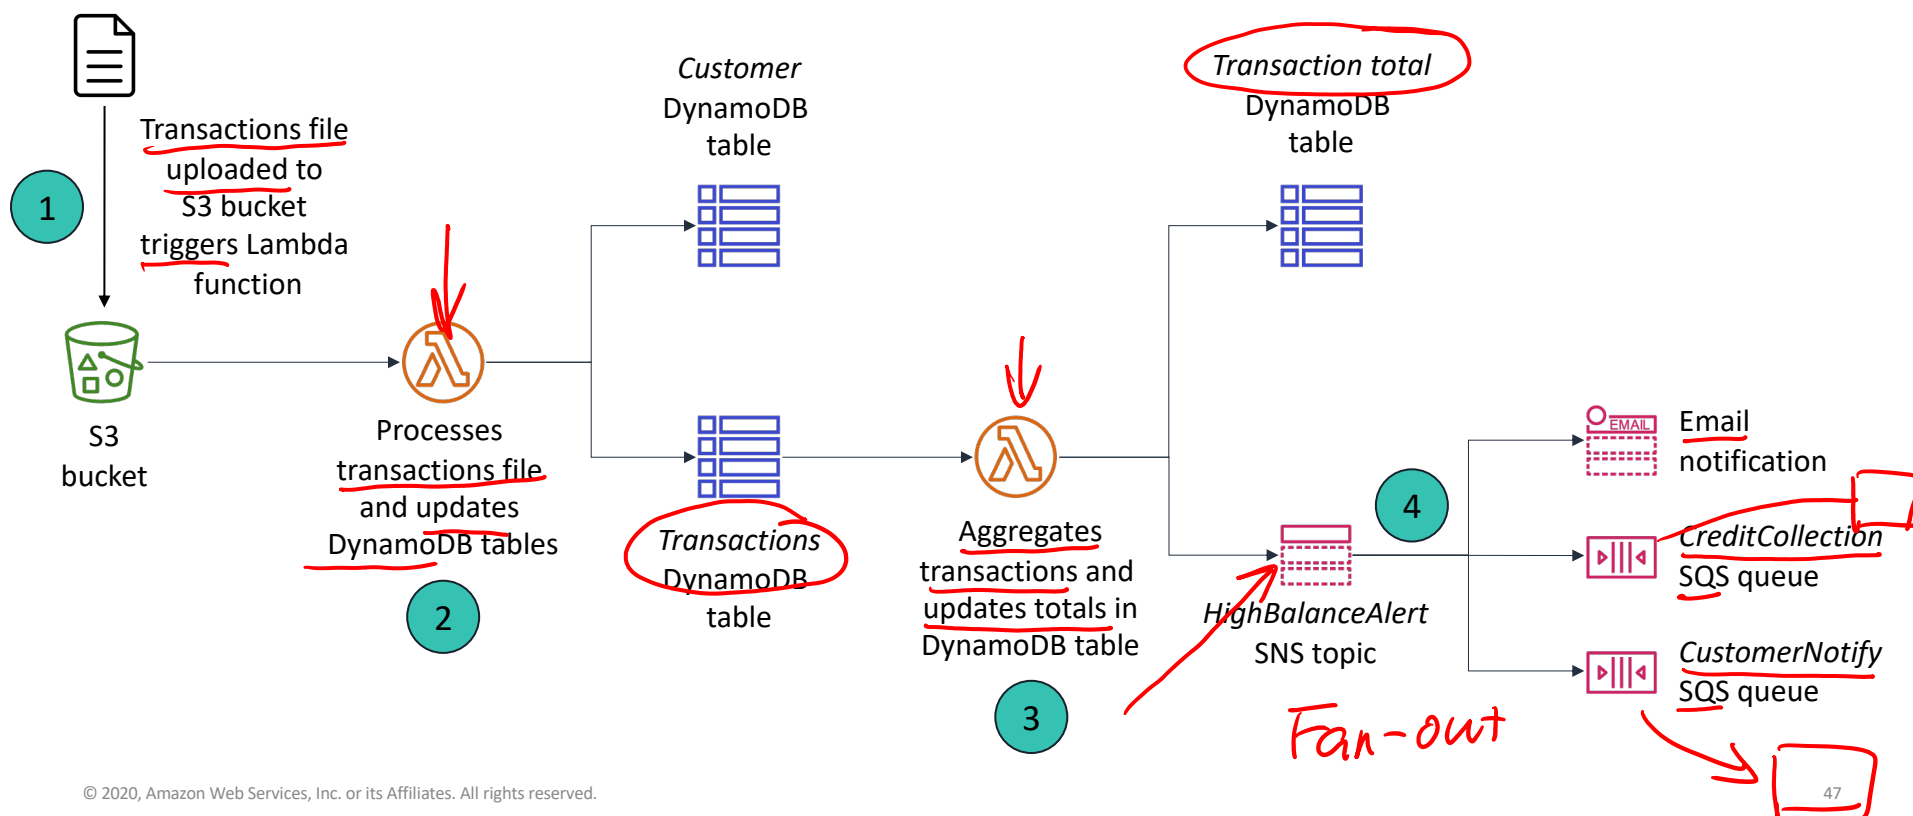 1
Transactions file
uploaded to
S3 bucket
triggers Lambda
function
S3
bucket
Processes
transactions file
and updates
DynamoDB tables
2
Customer
DynamoDB
table
Transactions
DynamoDB
table
Aggregates
transactions and
updates totals in
DynamoDB table
3
Transaction total
DynamoDB
table
HighBalanceAlert
SNS topic
Fan-out
4
EMAIL
Email
notification
CreditCollection
SQS queue
CustomerNotify
SQS queue
© 2020, Amazon Web Services, Inc. or its Affiliates. All rights reserved.
47